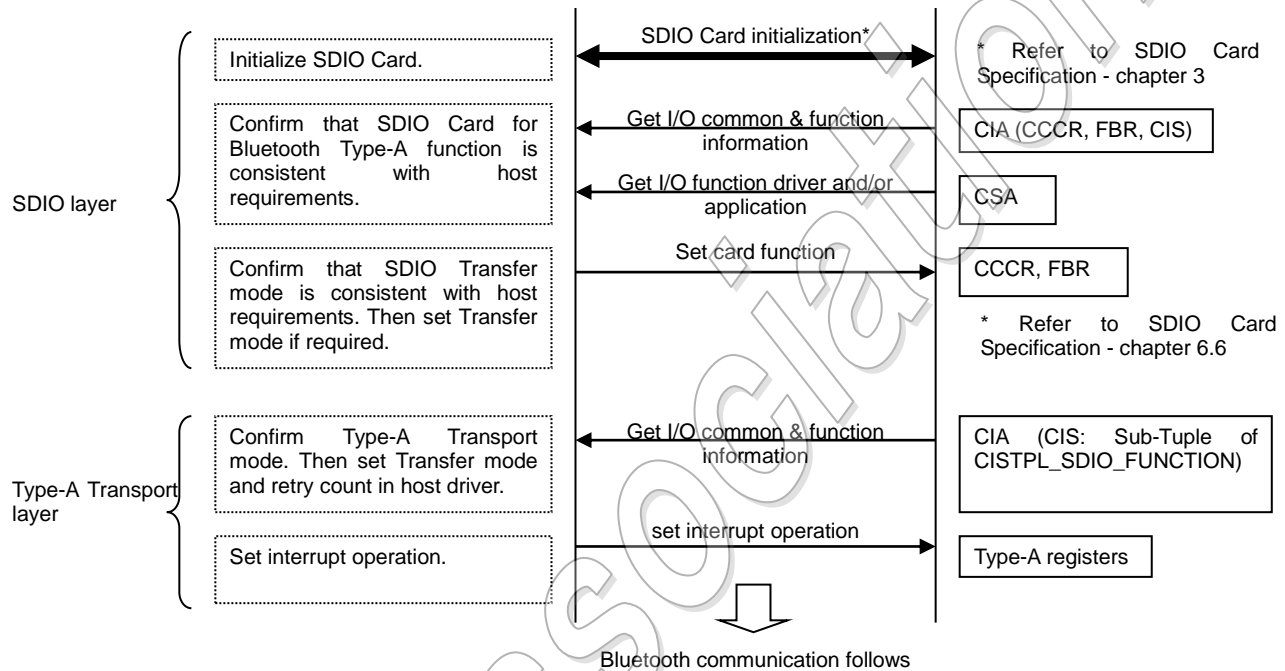 SDIO Card initialization*
Initialize SDIO Card.
* Refer to SDIO Card
Specification - chapter 3
Confirm that SDIO Card for
Bluetooth Type-A function is
consistent with host
requirements.
Get I/O common & function
information
CIA (CCCR, FBR, CIS)
Get I/O function driver and/or
application
CSA
SDIO layer
Set card function
Confirm that SDIO Transfer
mode is consistent with host
requirements. Then set Transfer
mode if required.
CCCR, FBR
* Refer to SDIO Card
Specification - chapter 6.6
Confirm Type-A Transport
mode. Then set Transfer mode
and retry count in host driver.
Get I/O common & function
information
CIA (CIS: Sub-Tuple of
CISTPL_SDIO_FUNCTION)
Type-A Transport
layer
set interrupt operation
Set interrupt operation.
Type-A registers
Bluetooth communication follows
ssociation